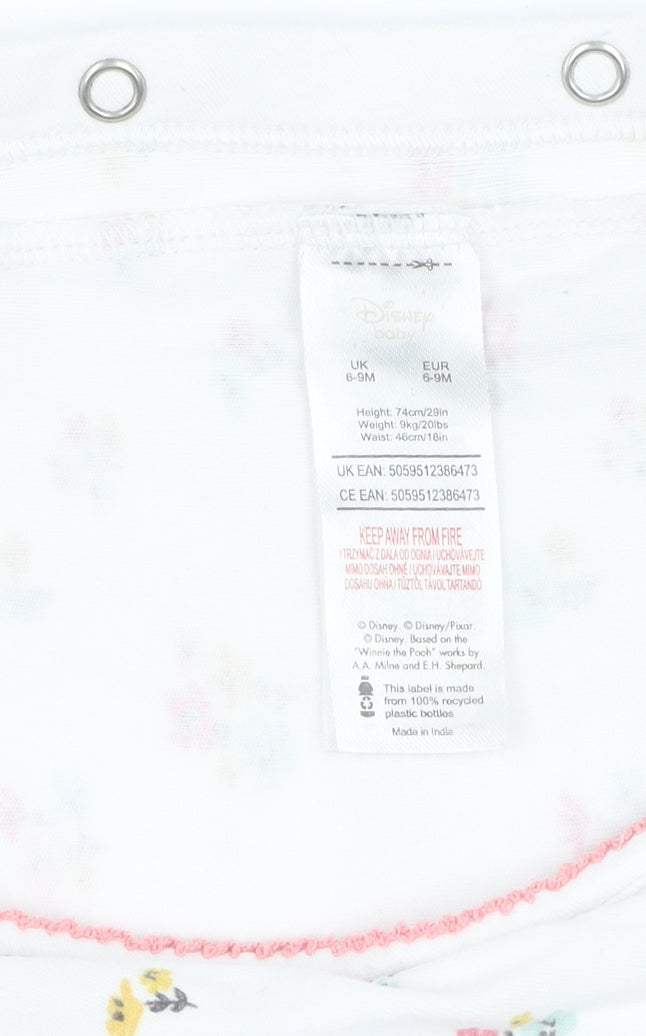 Disney
baby
UK EUR
6-9M 6-9M
Height: 74cm/29in
Weight: 9kg/20lbs
Waist: 46cm/18in
UK EAN: 5059512386473
CE EAN: 5059512386473
KEEP AWAY FROM FIRE
TRZYMAĆ Z DALA OD OGNIA I UCHOVÁVEJTE
MIMO DOSAH OHNĚ I UCHOVÁVAJTE MIMO
DOSAHU OHŇA I TŰZTŐL TÁVOL TARTANDÓ
© Disney. © Disney/Pixar.
© Disney. Based on the
"Winnie the Pooh" works by
A.A. Milne and E.H. Shepard.
This label is made
from 100% recycled
plastic bottles
Made in India